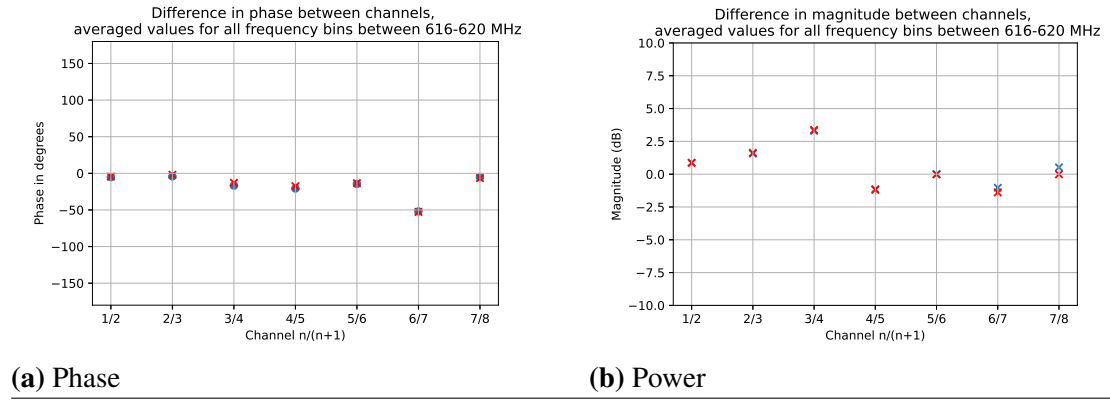 Difference in phase between channels,
averaged values for all frequency bins between 616-620 MHz
150
100
50
0
−50
−100
−150
Phase in degrees
1/2 2/3 3/4 4/5 5/6 6/7 7/8
Channel n/(n+1)
(a) Phase
Difference in magnitude between channels,
averaged values for all frequency bins between 616-620 MHz
10.0
7.5
5.0
2.5
0.0
−2.5
−5.0
−7.5
−10.0
Magnitude (dB)
1/2 2/3 3/4 4/5 5/6 6/7 7/8
Channel n/(n+1)
(b) Power